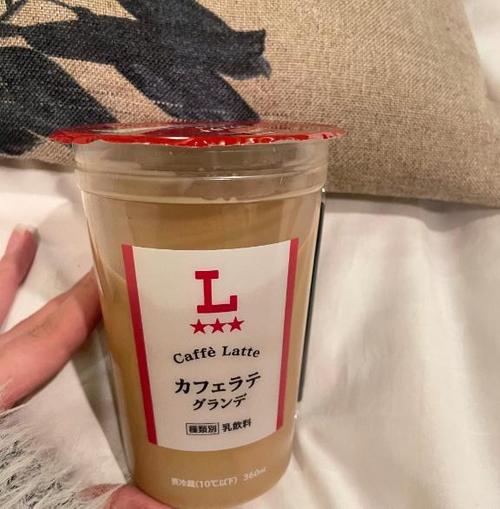 L
★★★
Caffè Latte
カフェラテ
グランデ
種類別 乳飲料
要冷蔵(10℃以下) 360ml